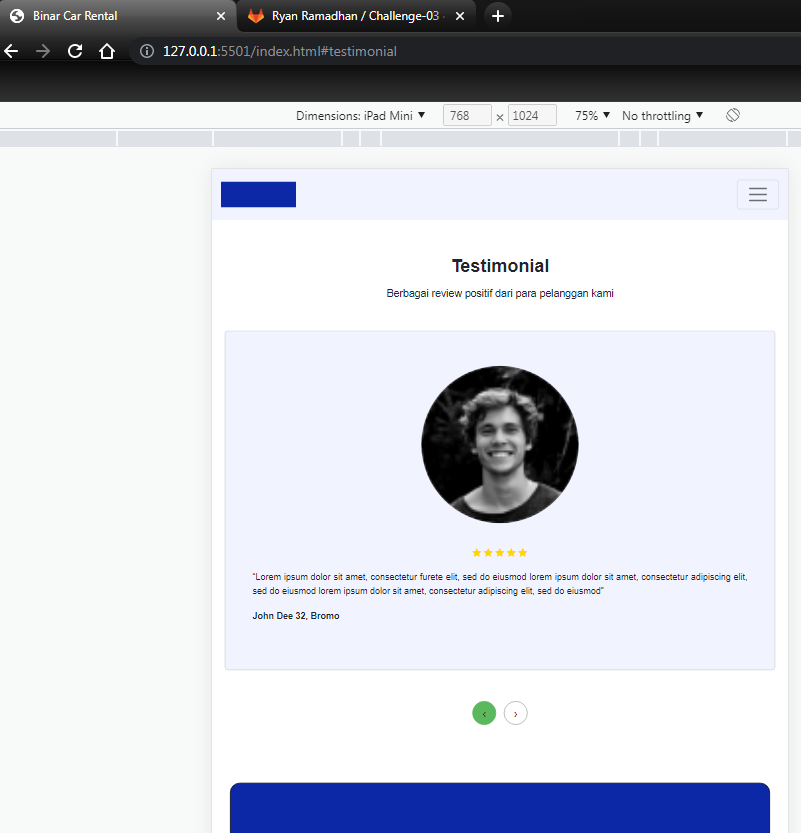 Binar Car Rental
Ryan Ramadhan / Challenge-03
127.0.0.1:5501/index.html#testimonial
Dimensions: iPad Mini ▼ 768 × 1024 75% ▼ No throttling ▼
Testimonial
Berbagai review positif dari para pelanggan kami
"Lorem ipsum dolor sit amet, consectetur furete elit, sed do eiusmod lorem ipsum dolor sit amet, consectetur adipiscing elit,
sed do eiusmod lorem ipsum dolor sit amet, consectetur adipiscing elit, sed do eiusmod"
John Dee 32, Bromo
‹ ›